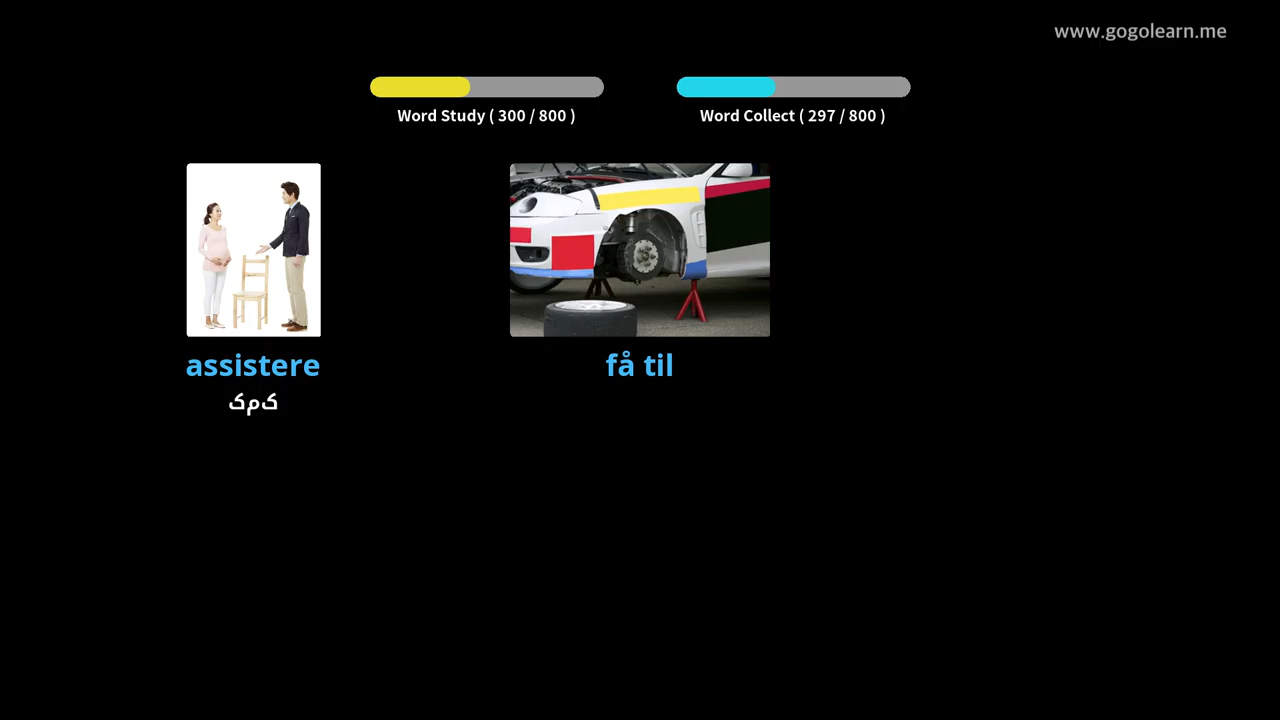 www.gogolearn.me
Word Study ( 300 / 800 )
Word Collect ( 297 / 800 )
assistere
få til
کمک